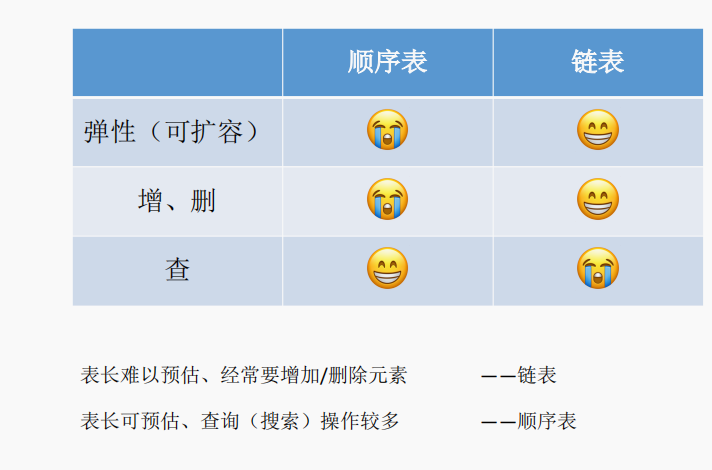 顺序表 链表
弹性（可扩容） 😭 😁
增、删 😭 😁
查 😁 😭
表长难以预估、经常要增加/删除元素 ——链表
表长可预估、查询（搜索）操作较多 ——顺序表